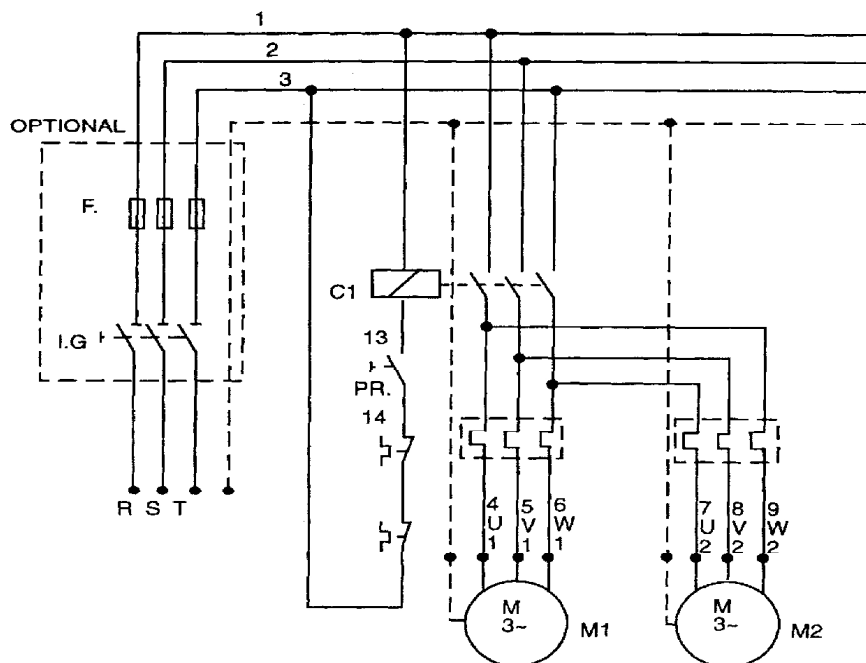 1
2
3
OPTIONAL
F.
C1
I.G
13
PR.
14
R S T
4 5 6
U V W
1 1 1
7 8 9
U V W
2 2 2
M
3~
M1
M
3~
M2